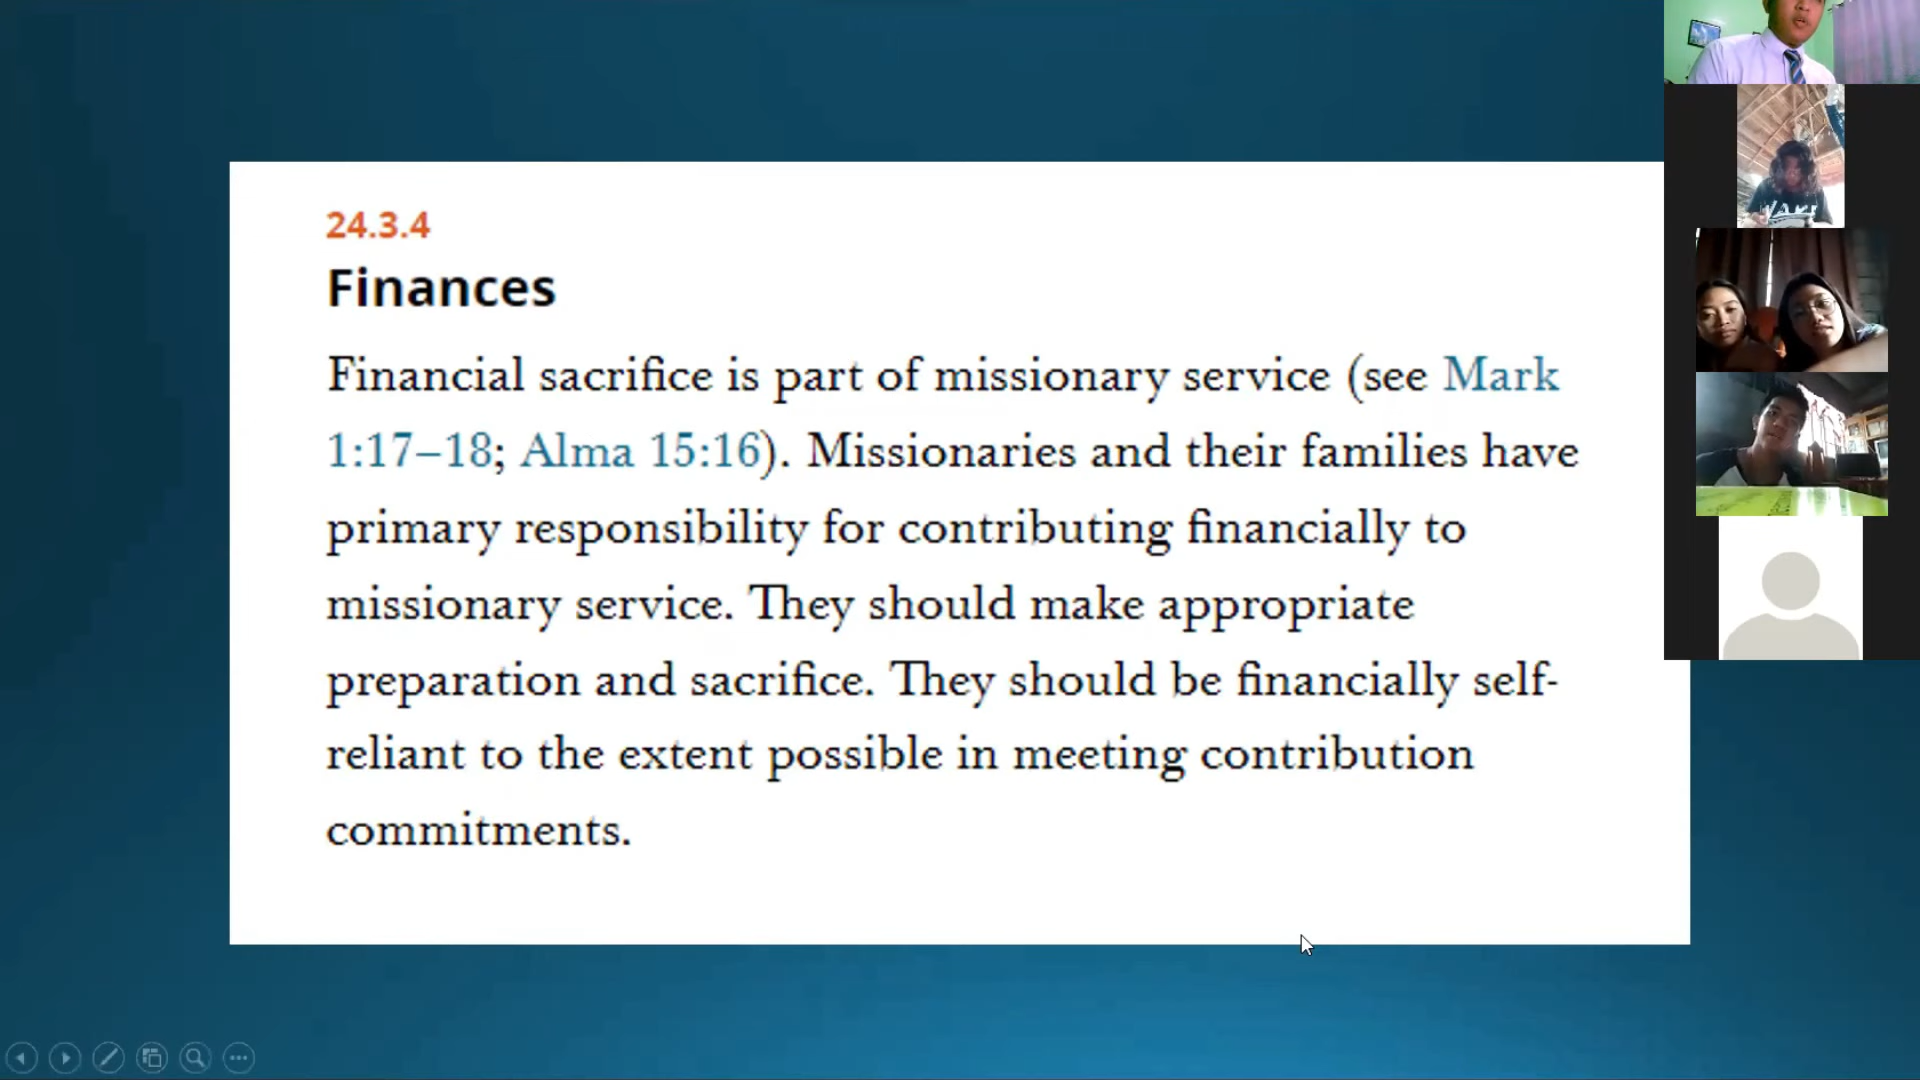 24.3.4
Finances
Financial sacrifice is part of missionary service (see Mark
1:17–18; Alma 15:16). Missionaries and their families have
primary responsibility for contributing financially to
missionary service. They should make appropriate
preparation and sacrifice. They should be financially self-
reliant to the extent possible in meeting contribution
commitments.